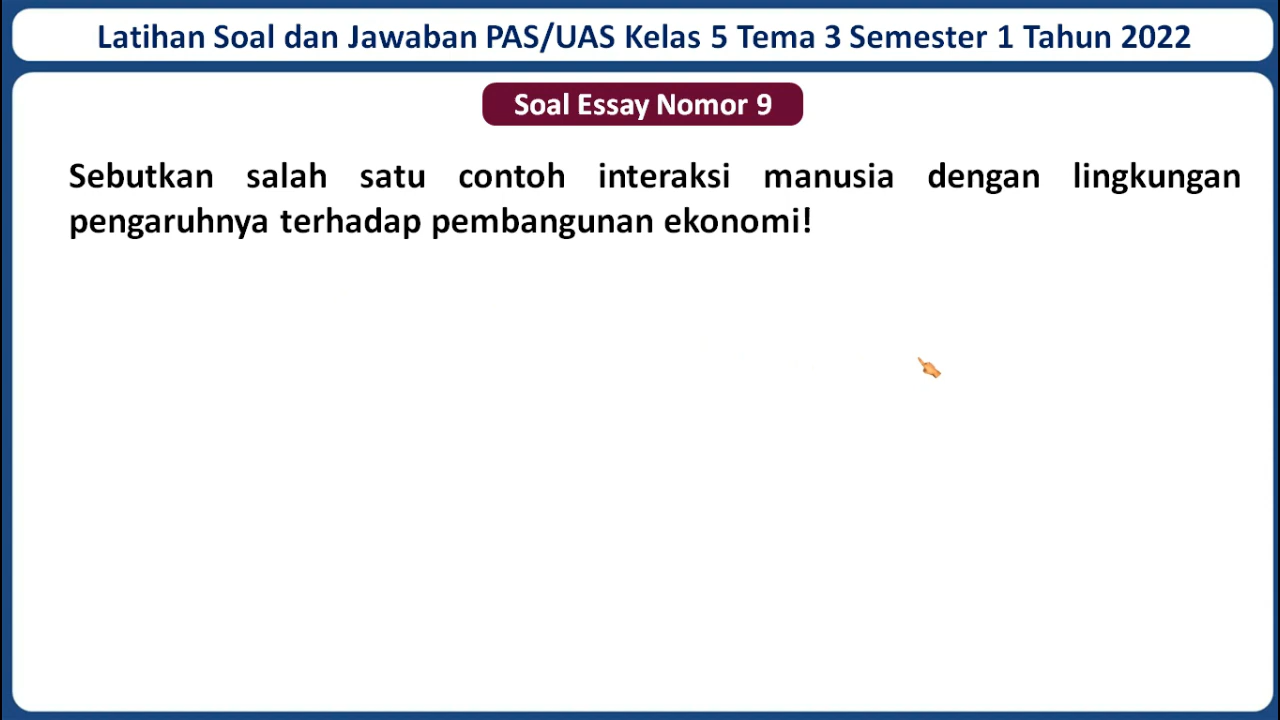 Latihan Soal dan Jawaban PAS/UAS Kelas 5 Tema 3 Semester 1 Tahun 2022
Soal Essay Nomor 9
Sebutkan salah satu contoh interaksi manusia dengan lingkungan
pengaruhnya terhadap pembangunan ekonomi!